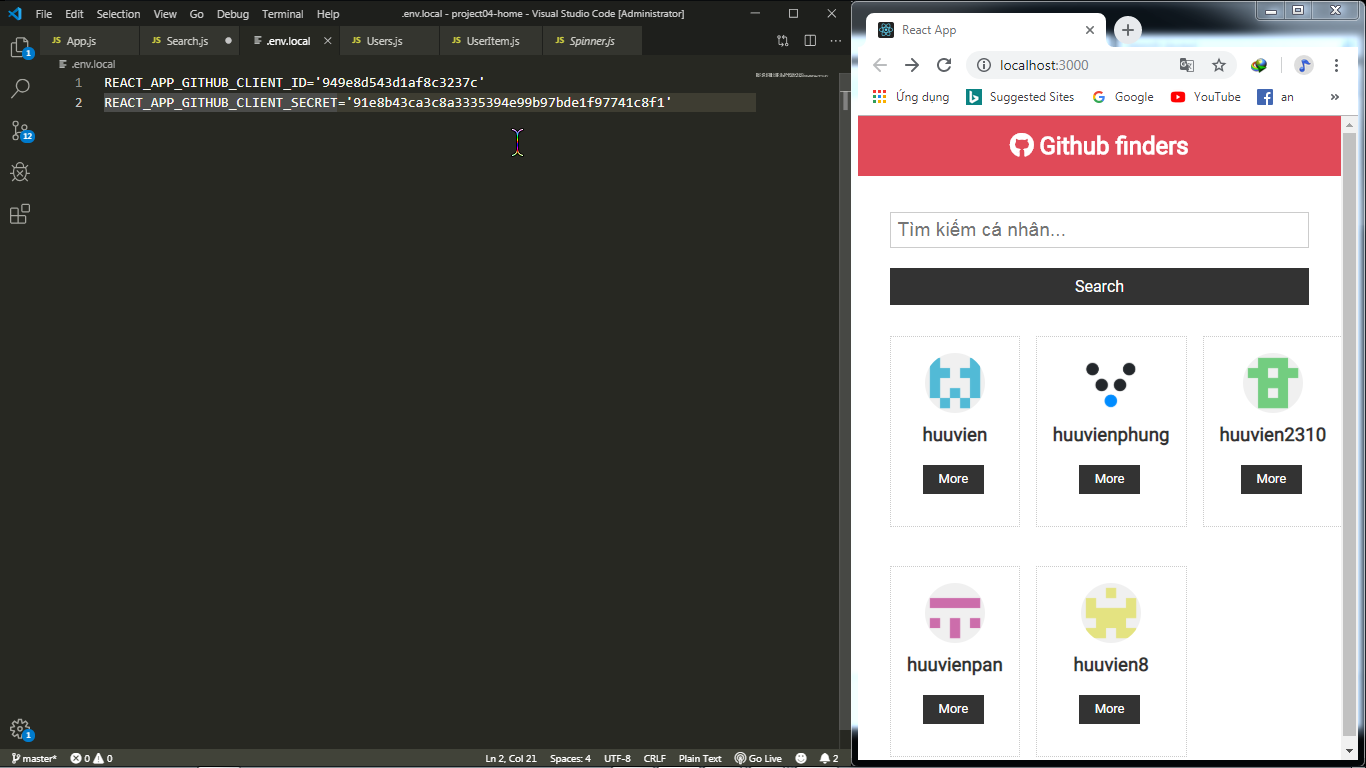 File Edit Selection View Go Debug Terminal Help .env.local - project04-home - Visual Studio Code [Administrator]
JS App.js JS Search.js .env.local JS Users.js JS UserItem.js JS Spinner.js
.env.local
1 REACT_APP_GITHUB_CLIENT_ID='949e8d543d1af8c3237c'
2 REACT_APP_GITHUB_CLIENT_SECRET='91e8b43ca3c8a3335394e99b97bde1f97741c8f1'
1
12
1
master* 0 0 Ln 2, Col 21 Spaces: 4 UTF-8 CRLF Plain Text Go Live 2
React App
localhost:3000
Ứng dụng Suggested Sites Google YouTube an »
Github finders
Tìm kiếm cá nhân...
Search
huuvien huuvienphung huuvien2310
More More More
huuvienpan huuvien8
More More